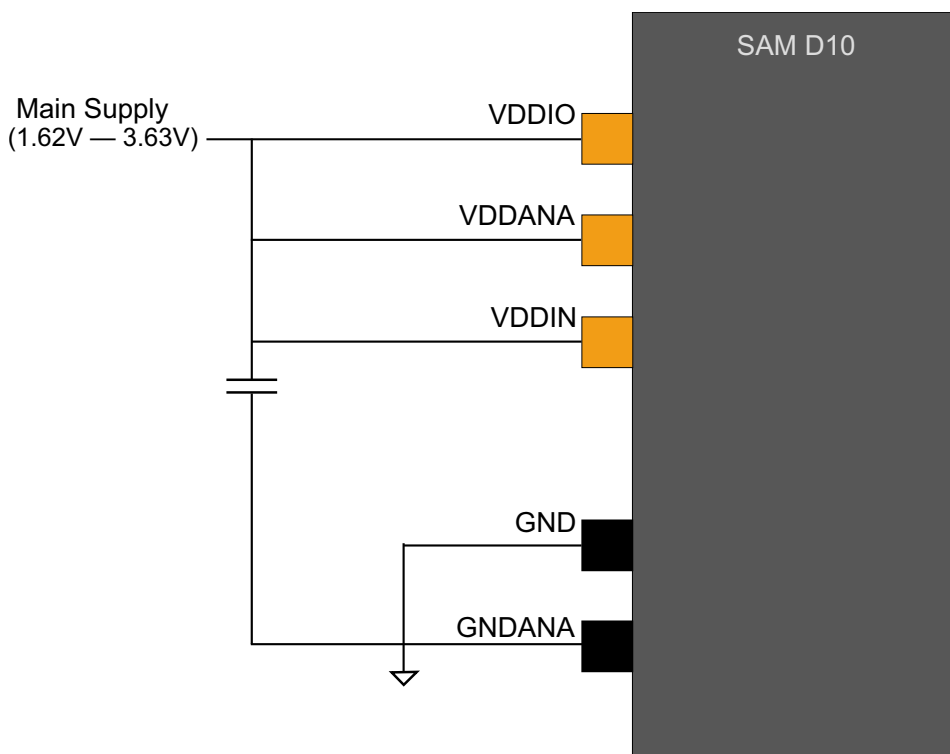 SAM D10
Main Supply
(1.62V — 3.63V)
VDDIO
VDDANA
VDDIN
GND
GNDANA